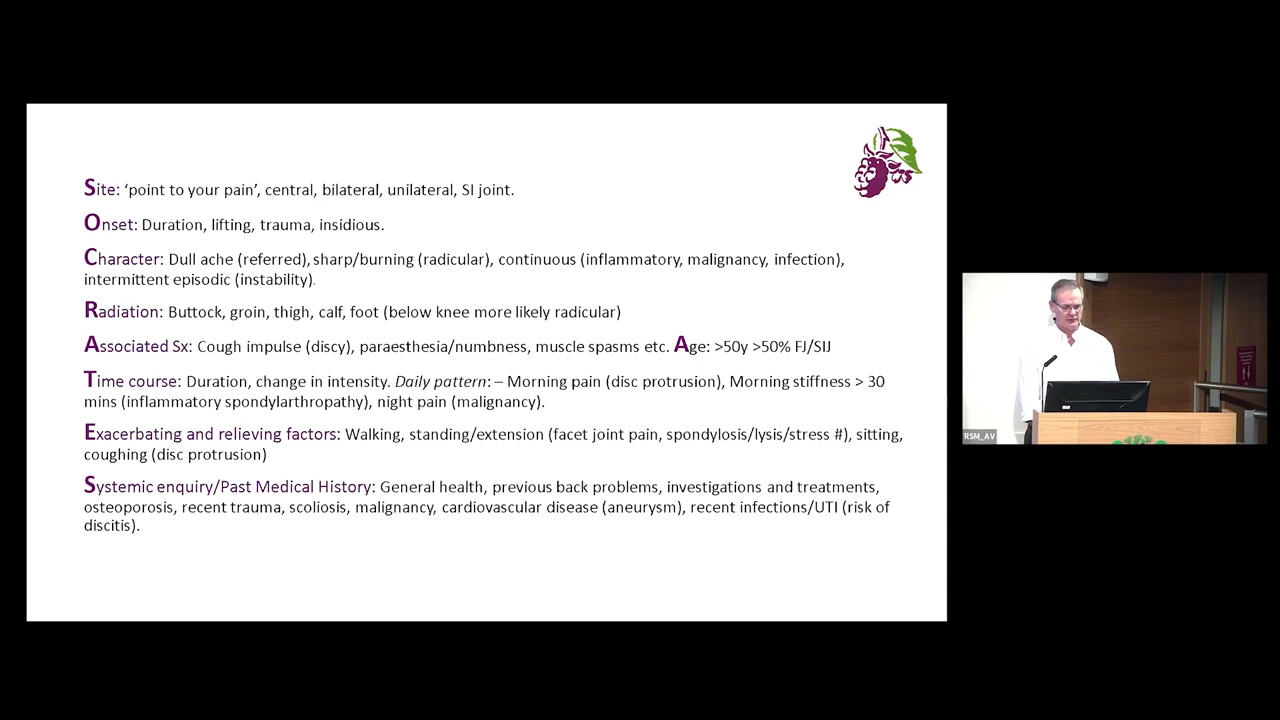 Site: ‘point to your pain’, central, bilateral, unilateral, SI joint.
Onset: Duration, lifting, trauma, insidious.
Character: Dull ache (referred), sharp/burning (radicular), continuous (inflammatory, malignancy, infection),
intermittent episodic (instability).
Radiation: Buttock, groin, thigh, calf, foot (below knee more likely radicular)
Associated Sx: Cough impulse (discy), paraesthesia/numbness, muscle spasms etc. Age: >50y >50% FJ/SIJ
Time course: Duration, change in intensity. Daily pattern: – Morning pain (disc protrusion), Morning stiffness > 30
mins (inflammatory spondylarthropathy), night pain (malignancy).
Exacerbating and relieving factors: Walking, standing/extension (facet joint pain, spondylosis/lysis/stress #), sitting,
coughing (disc protrusion)
Systemic enquiry/Past Medical History: General health, previous back problems, investigations and treatments,
osteoporosis, recent trauma, scoliosis, malignancy, cardiovascular disease (aneurysm), recent infections/UTI (risk of
discitis).
RSM_AV